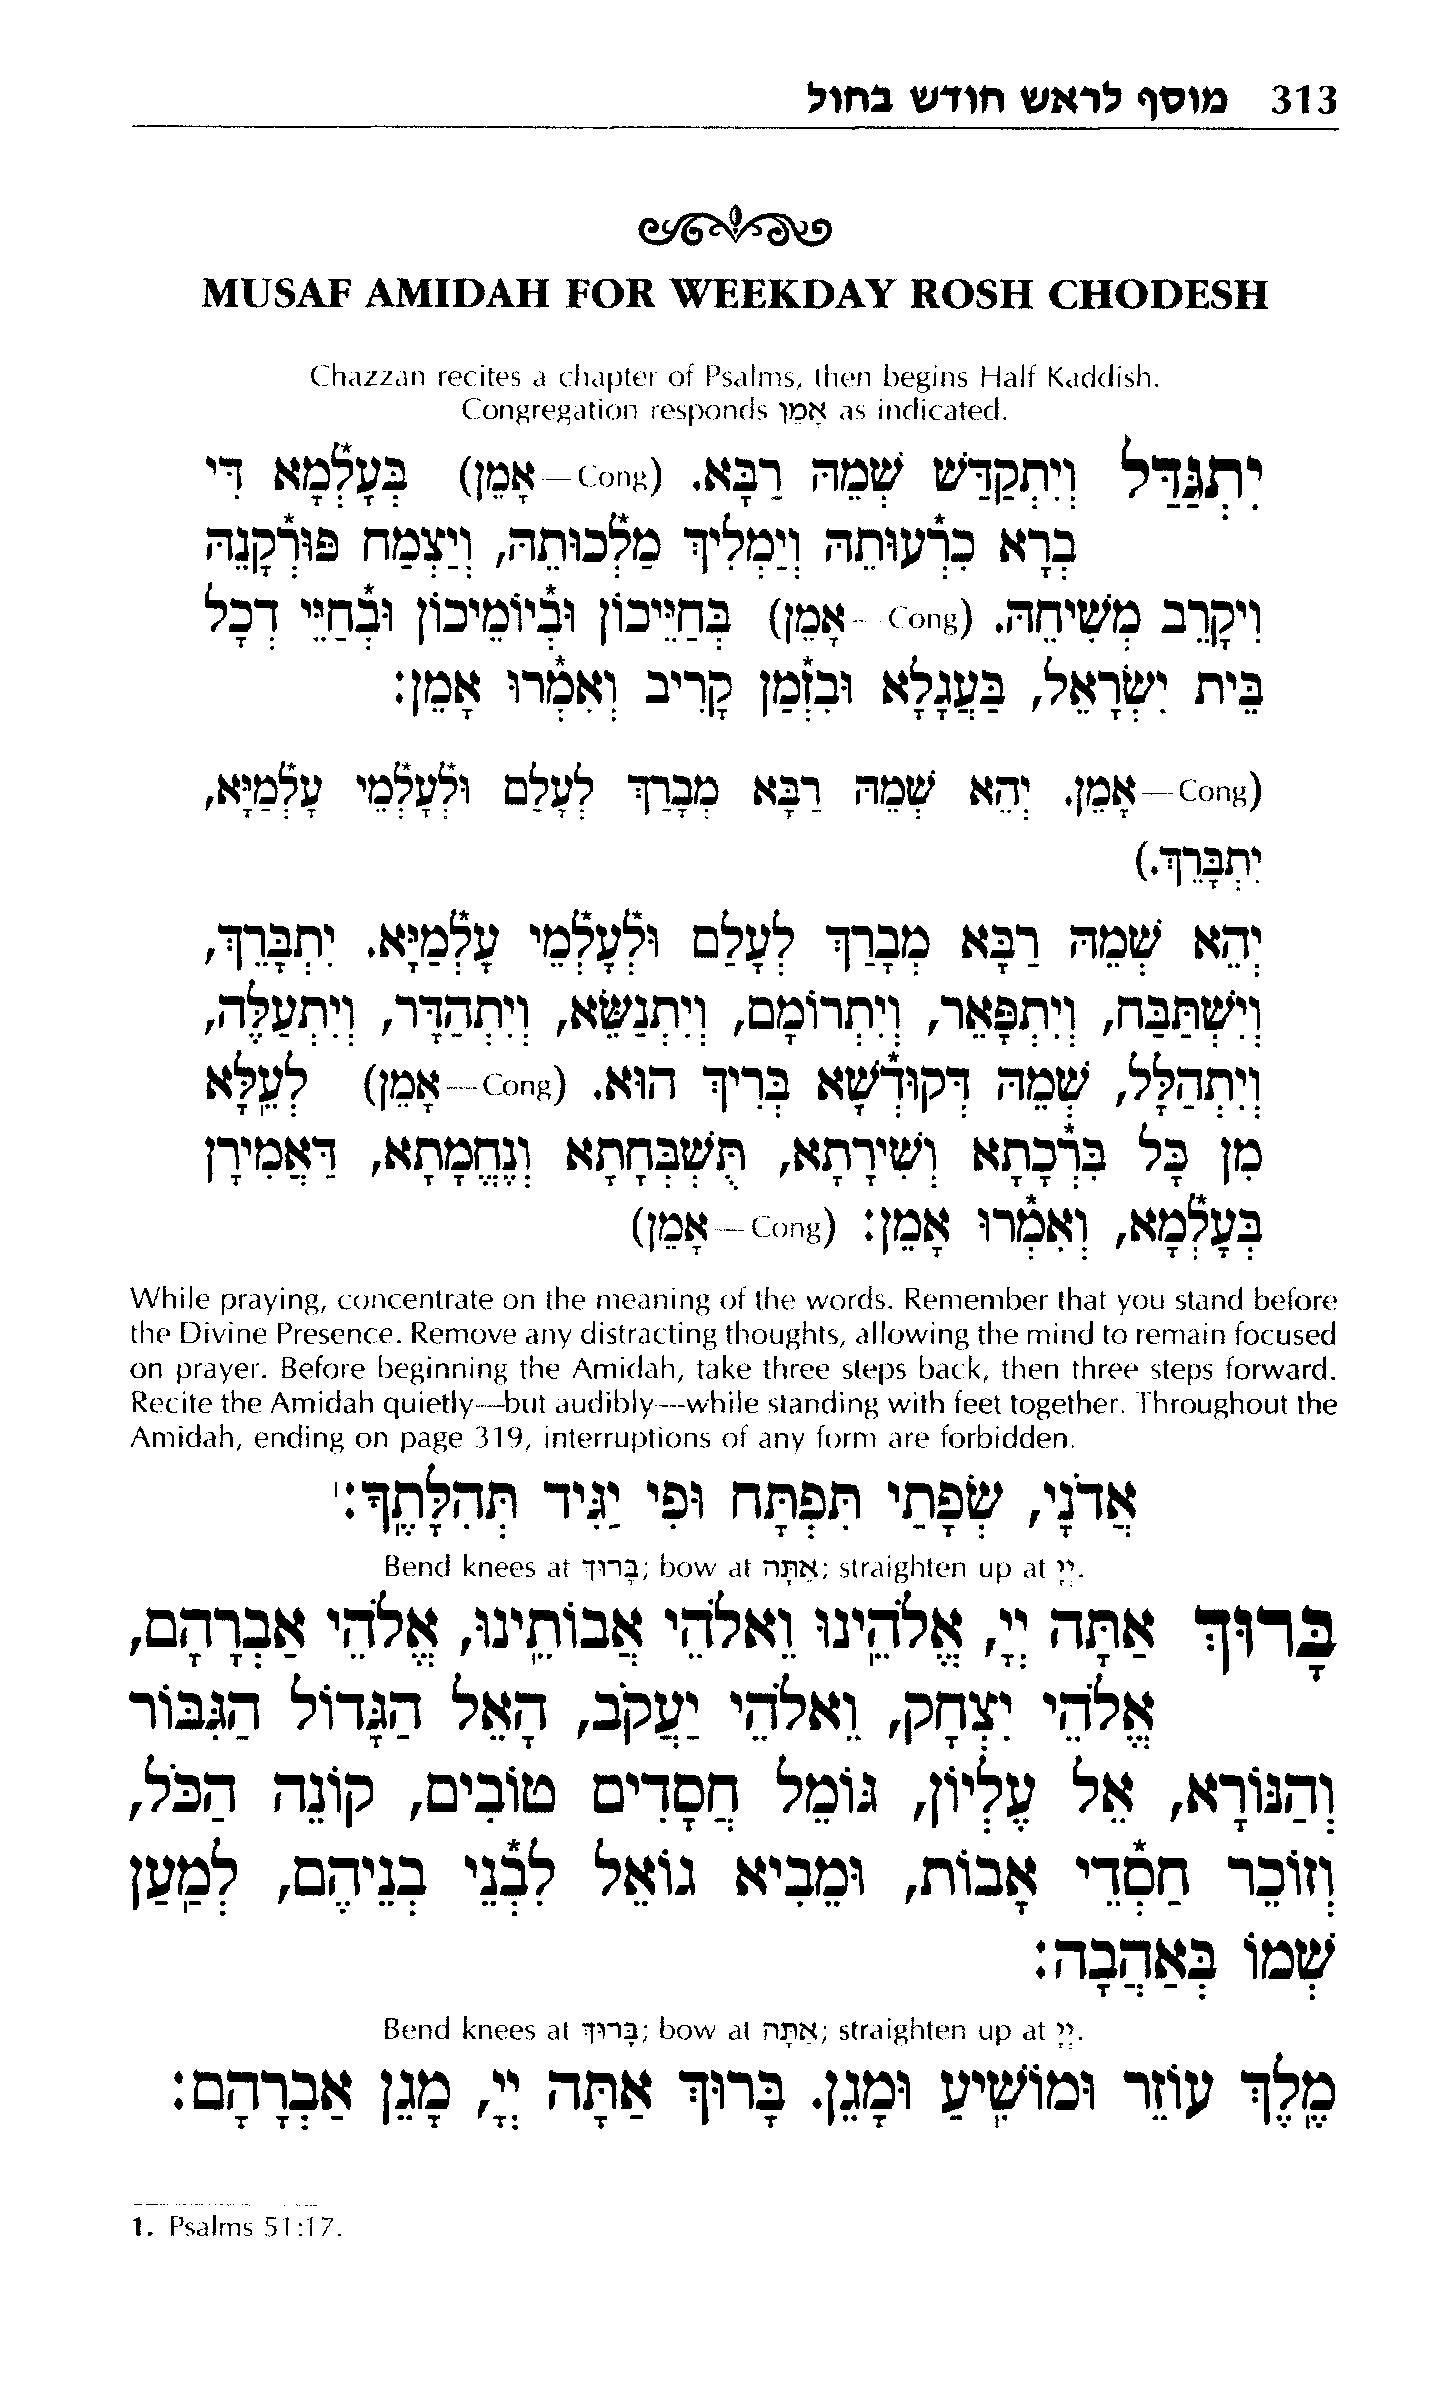 מוסף לראש חודש בחול 313
MUSAF AMIDAH FOR WEEKDAY ROSH CHODESH
Chazzan recites a chapter of Psalms, then begins Half Kaddish.
Congregation responds אָמֵן as indicated.
יִתְגַּדַּל וְיִתְקַדַּשׁ שְׁמֵהּ רַבָּא. (Cong—אָמֵן) בְּעָלְֿמָא דִּי
בְרָא כִרְֿעוּתֵהּ וְיַמְלִיךְ מַלְֿכוּתֵהּ, וְיַצְמַח פּוּרְֿקָנֵהּ
וִיקָרֵב מְשִׁיחֵהּ. (Cong—אָמֵן) בְּחַיֵּיכוֹן וּבְֿיוֹמֵיכוֹן וּבְֿחַיֵּי דְכָל
בֵּית יִשְׂרָאֵל, בַּעֲגָלָא וּבִזְֿמַן קָרִיב וְאִמְֿרוּ אָמֵן:
(Cong—אָמֵן. יְהֵא שְׁמֵהּ רַבָּא מְבָרַךְ לְעָלַם וּלְֿעָלְֿמֵי עָלְֿמַיָּא,
יִתְבָּרֵךְ.)
יְהֵא שְׁמֵהּ רַבָּא מְבָרַךְ לְעָלַם וּלְֿעָלְֿמֵי עָלְֿמַיָּא. יִתְבָּרֵךְ,
וְיִשְׁתַּבַּח, וְיִתְפָּאֵר, וְיִתְרוֹמָם, וְיִתְנַשֵּׂא, וְיִתְהַדָּר, וְיִתְעַלֶּה,
וְיִתְהַלָּל, שְׁמֵהּ דְּקוּדְֿשָׁא בְּרִיךְ הוּא. (Cong—אָמֵן) לְעֵֽלָּא
מִן כָּל בִּרְֿכָתָא וְשִׁירָתָא, תֻּשְׁבְּחָתָא וְנֶחֱמָתָא, דַּאֲמִירָן
בְּעָלְֿמָא, וְאִמְֿרוּ אָמֵן: (Cong—אָמֵן)
While praying, concentrate on the meaning of the words. Remember that you stand before
the Divine Presence. Remove any distracting thoughts, allowing the mind to remain focused
on prayer. Before beginning the Amidah, take three steps back, then three steps forward.
Recite the Amidah quietly—but audibly—while standing with feet together. Throughout the
Amidah, ending on page 319, interruptions of any form are forbidden.
אֲדֹנָי, שְׂפָתַי תִּפְתָּח וּפִי יַגִּיד תְּהִלָּתֶֽךָ:¹
Bend knees at בָּרוּךְ; bow at אַתָּה; straighten up at יְיָ.
בָּרוּךְ אַתָּה יְיָ, אֱלֹהֵֽינוּ וֵאלֹהֵי אֲבוֹתֵֽינוּ, אֱלֹהֵי אַבְרָהָם,
אֱלֹהֵי יִצְחָק, וֵאלֹהֵי יַעֲקֹב, הָאֵל הַגָּדוֹל הַגִּבּוֹר
וְהַנּוֹרָא, אֵל עֶלְיוֹן, גּוֹמֵל חֲסָדִים טוֹבִים, קוֹנֵה הַכֹּל,
וְזוֹכֵר חַסְֿדֵי אָבוֹת, וּמֵבִיא גוֹאֵל לִבְֿנֵי בְנֵיהֶם, לְמַֽעַן
שְׁמוֹ בְּאַהֲבָה:
Bend knees at בָּרוּךְ; bow at אַתָּה; straighten up at יְיָ.
מֶֽלֶךְ עוֹזֵר וּמוֹשִֽׁיעַ וּמָגֵן. בָּרוּךְ אַתָּה יְיָ, מָגֵן אַבְרָהָם:
1. Psalms 51:17.